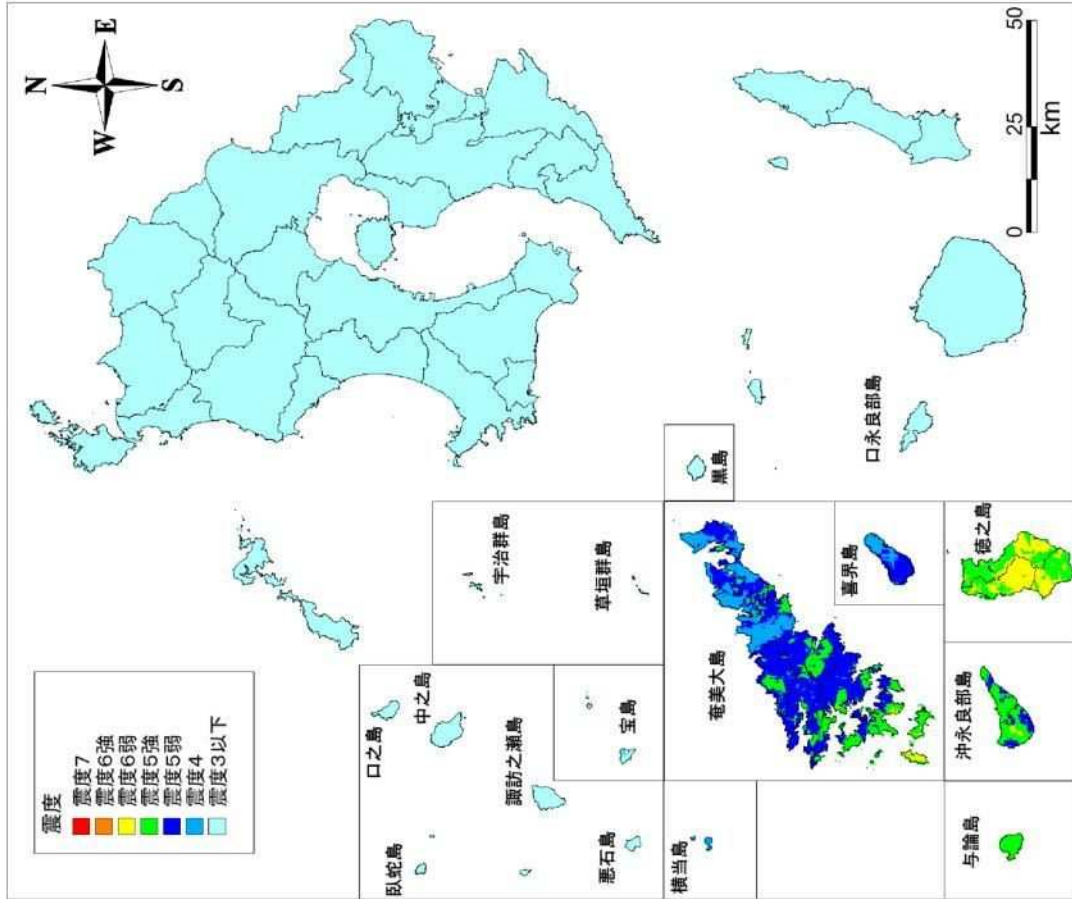 N
W
E
S
震度
震度7
震度6強
震度6弱
震度5強
震度5弱
震度4
震度3以下
口之島
中之島
臥蛇島
諏訪之瀬島
悪石島
宝島
宇治群島
草垣群島
黒島
口永良部島
横当島
奄美大島
喜界島
徳之島
沖永良部島
与論島
0
25
50
km